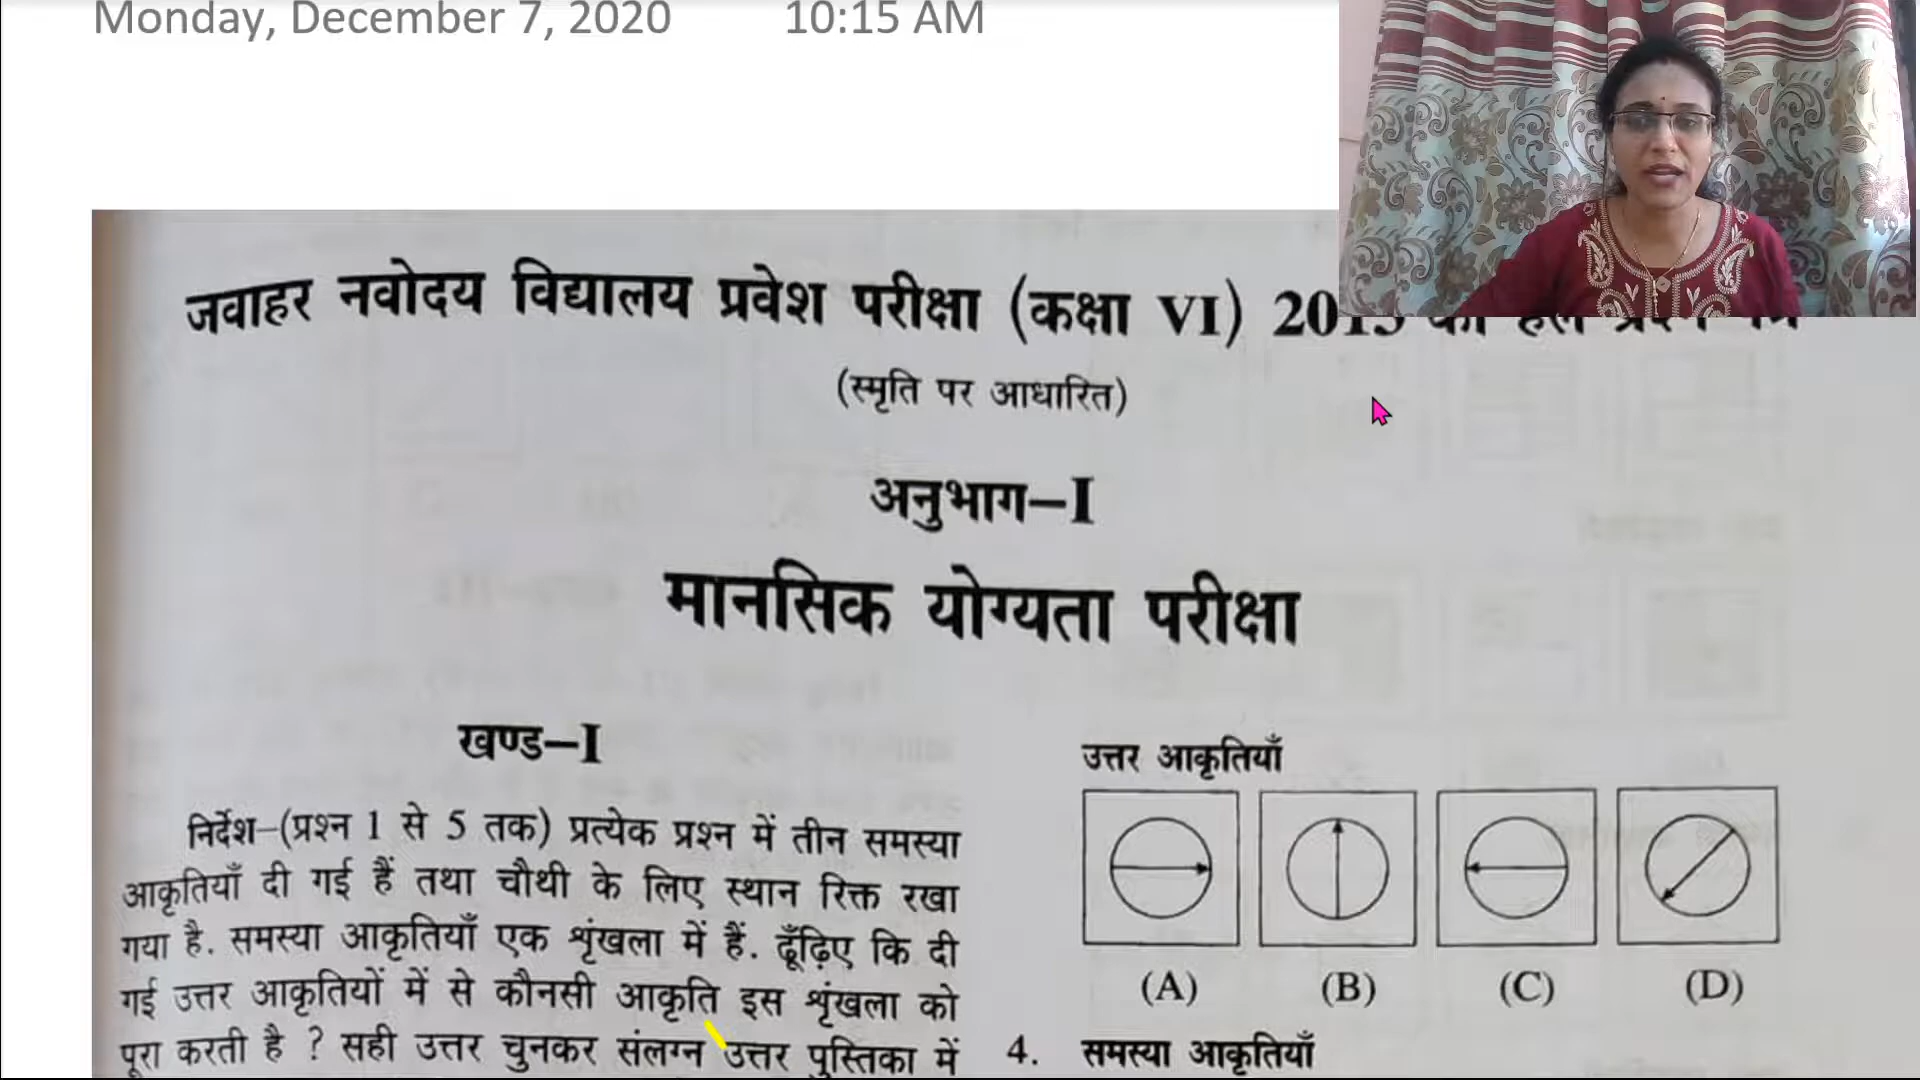 Monday, December 7, 2020 10:15 AM
जवाहर नवोदय विद्यालय प्रवेश परीक्षा (कक्षा VI)
(स्मृति पर आधारित)
अनुभाग–I
मानसिक योग्यता परीक्षा
खण्ड–I
निर्देश–(प्रश्न 1 से 5 तक) प्रत्येक प्रश्न में तीन समस्या
आकृतियाँ दी गई हैं तथा चौथी के लिए स्थान रिक्त रखा
गया है. समस्या आकृतियाँ एक शृंखला में हैं. ढूँढ़िए कि दी
गई उत्तर आकृतियों में से कौनसी आकृति इस शृंखला को
पूरा करती है ? सही उत्तर चुनकर संलग्न उत्तर पुस्तिका में
उत्तर आकृतियाँ
(A) (B) (C) (D)
4. समस्या आकृतियाँ